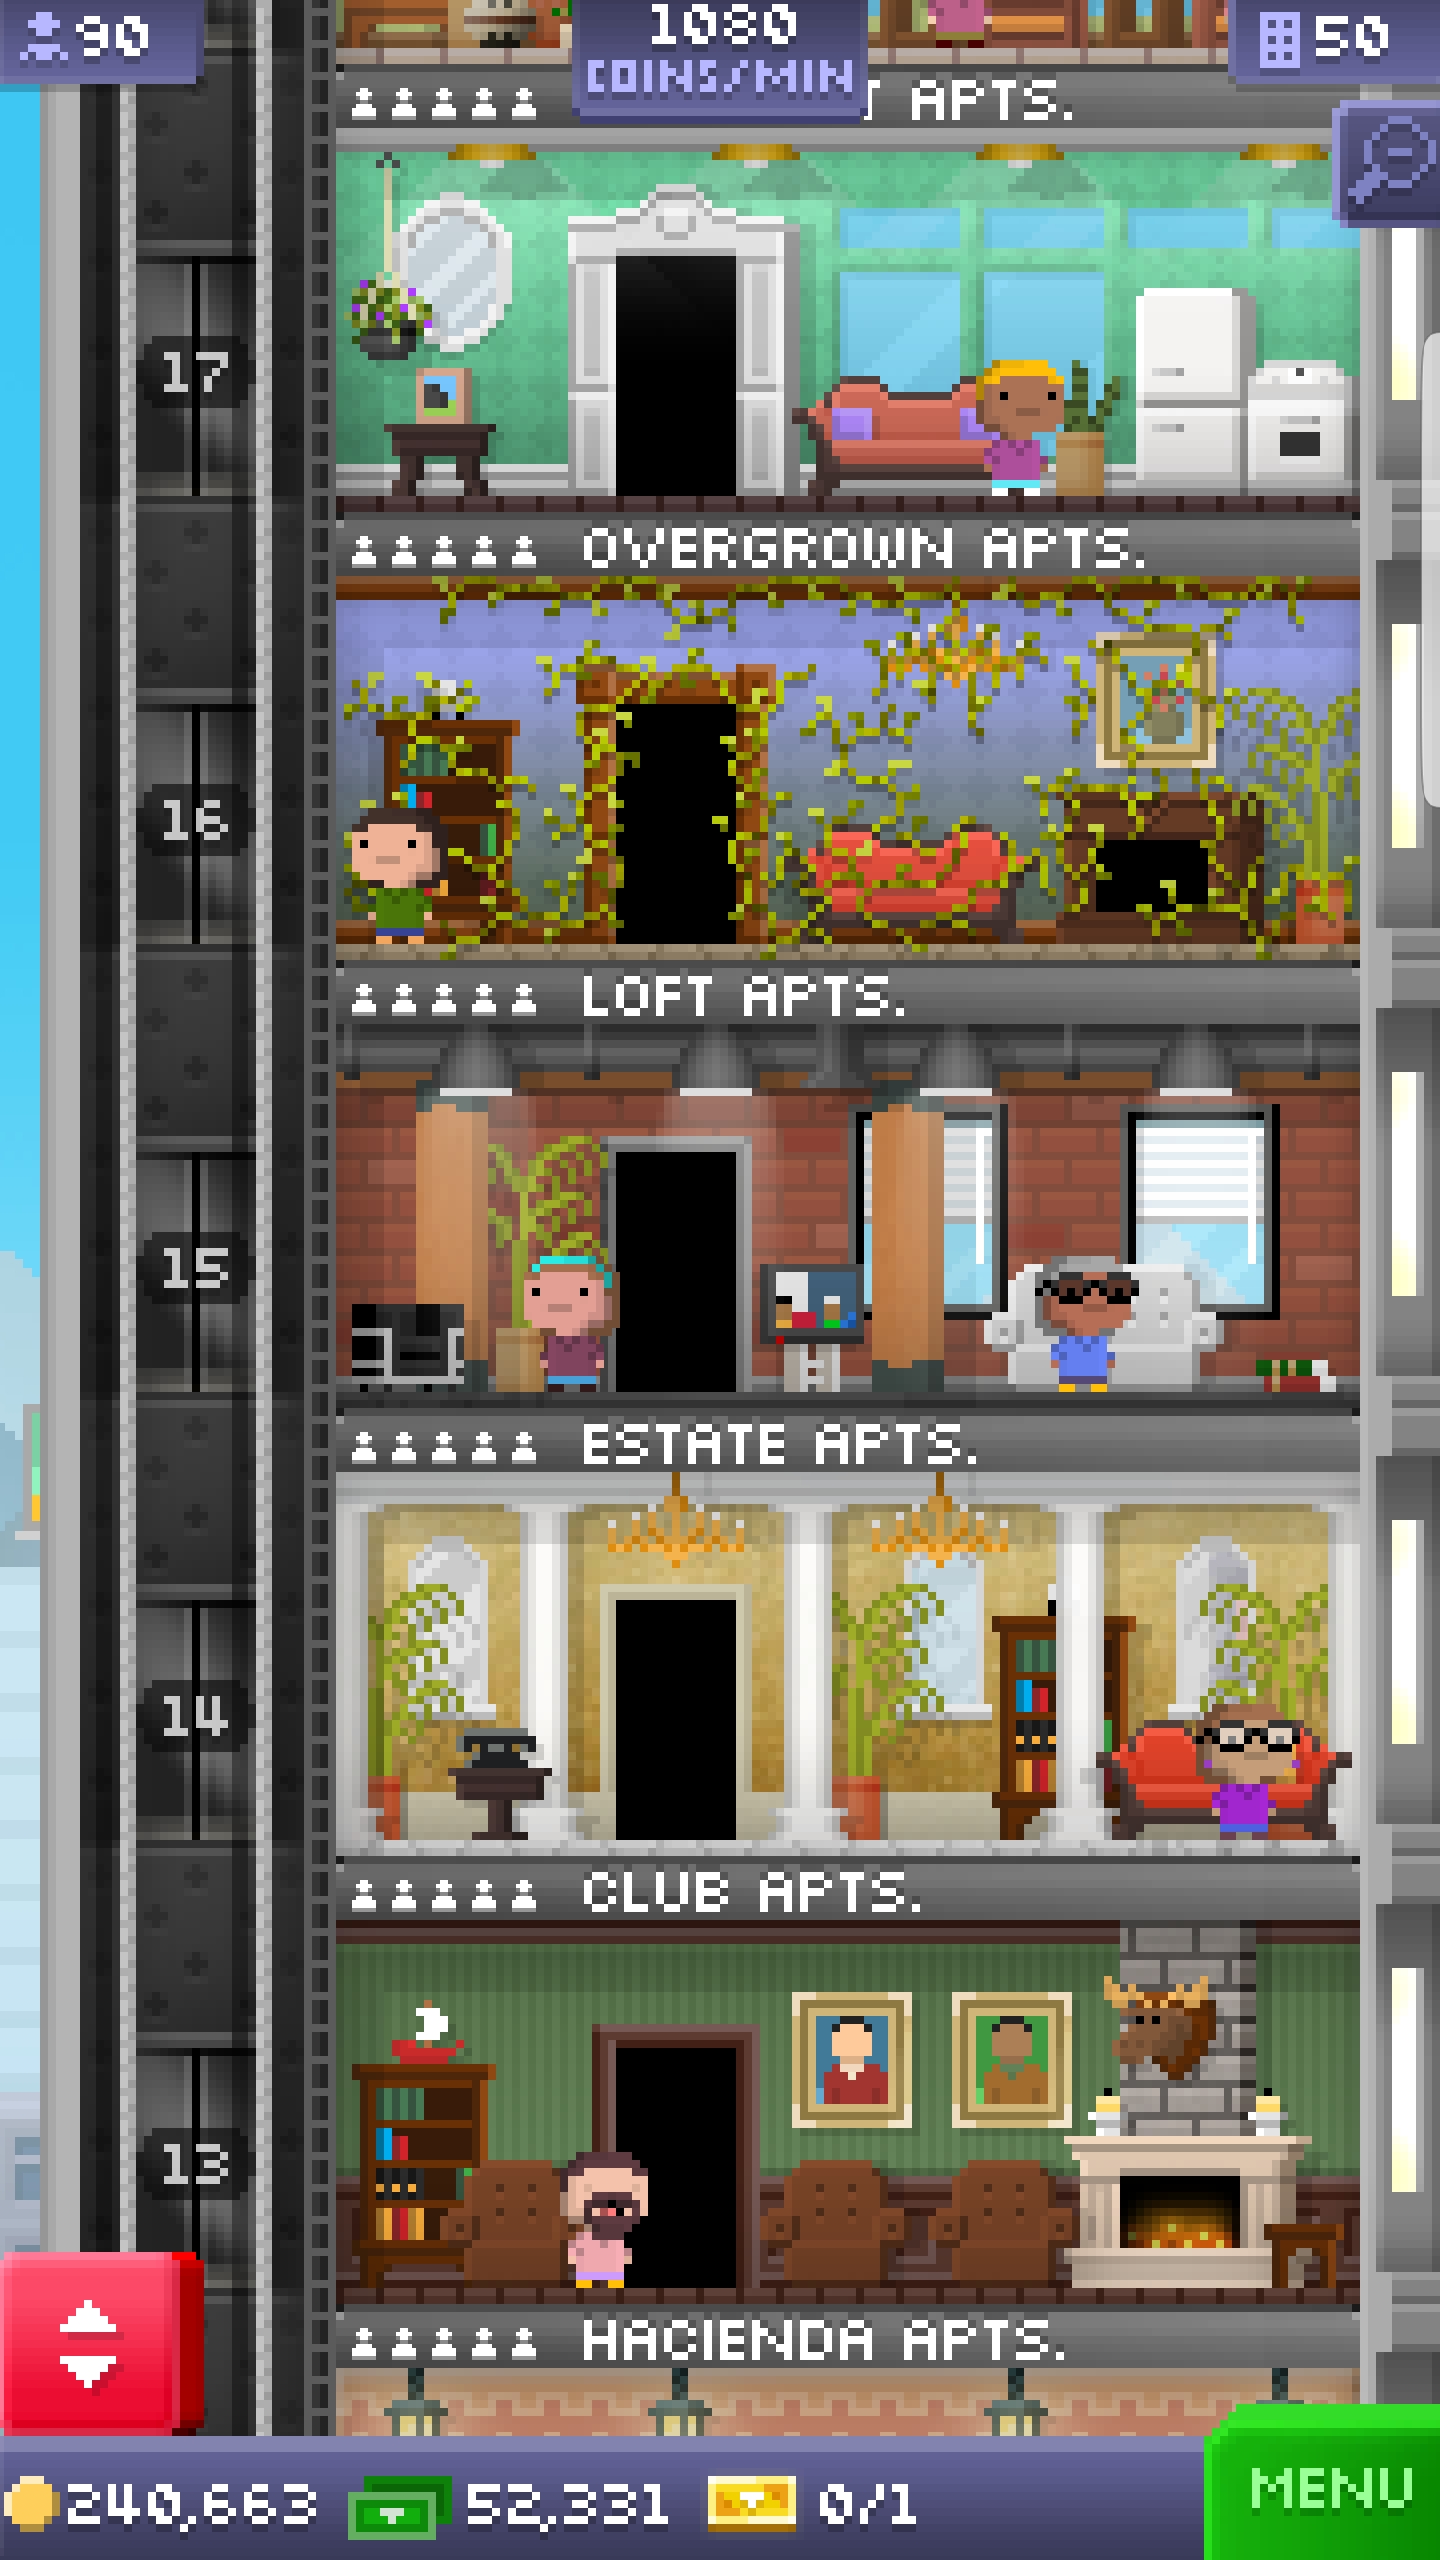 90
1080
COINS/MIN
50
T APTS.
17
OVERGROWN APTS.
16
LOFT APTS.
15
ESTATE APTS.
14
CLUB APTS.
13
HACIENDA APTS.
240,663
52,331
0/1
MENU